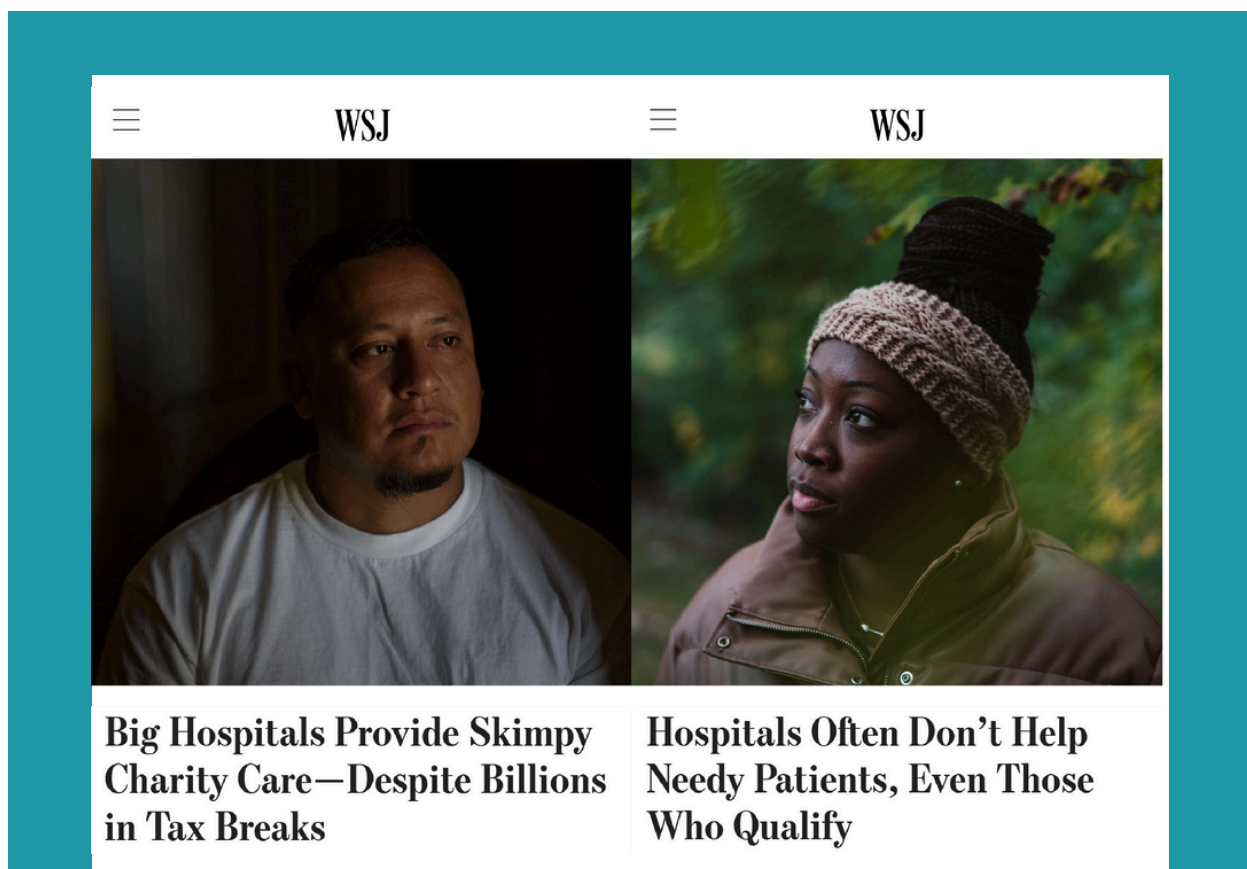 WSJ
Big Hospitals Provide Skimpy
Charity Care—Despite Billions
in Tax Breaks
WSJ
Hospitals Often Don’t Help
Needy Patients, Even Those
Who Qualify